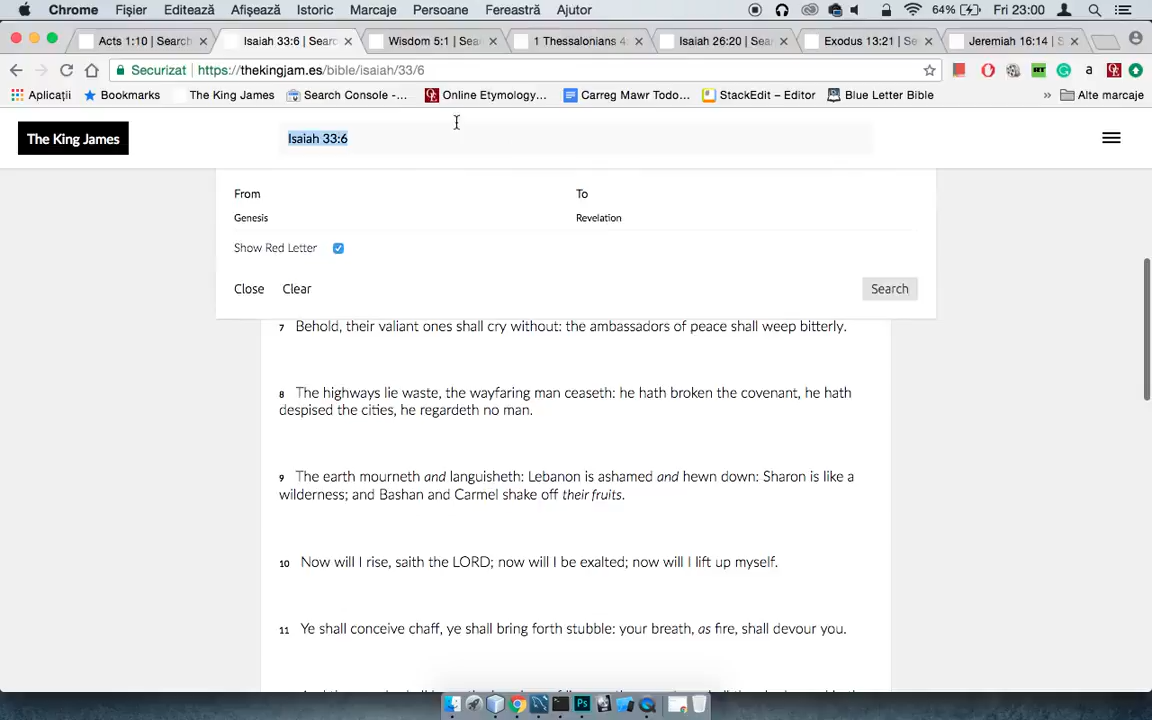 Chrome Fișier Editează Afișează Istoric Marcaje Persoane Fereastră Ajutor 64% Fri 23:00
Acts 1:10 | Search Isaiah 33:6 | Searc Wisdom 5:1 | Sea 1 Thessalonians 4: Isaiah 26:20 | Sea Exodus 13:21 | Se Jeremiah 16:14 | S
Securizat https://thekingjam.es/bible/isaiah/33/6
Aplicații Bookmarks The King James Search Console -... Online Etymology... Carreg Mawr Todo... StackEdit – Editor Blue Letter Bible » Alte marcaje
The King James Isaiah 33:6
From To
Genesis Revelation
Show Red Letter
Close Clear Search
7 Behold, their valiant ones shall cry without: the ambassadors of peace shall weep bitterly.
8 The highways lie waste, the wayfaring man ceaseth: he hath broken the covenant, he hath
despised the cities, he regardeth no man.
9 The earth mourneth and languisheth: Lebanon is ashamed and hewn down: Sharon is like a
wilderness; and Bashan and Carmel shake off their fruits.
10 Now will I rise, saith the LORD; now will I be exalted; now will I lift up myself.
11 Ye shall conceive chaff, ye shall bring forth stubble: your breath, as fire, shall devour you.